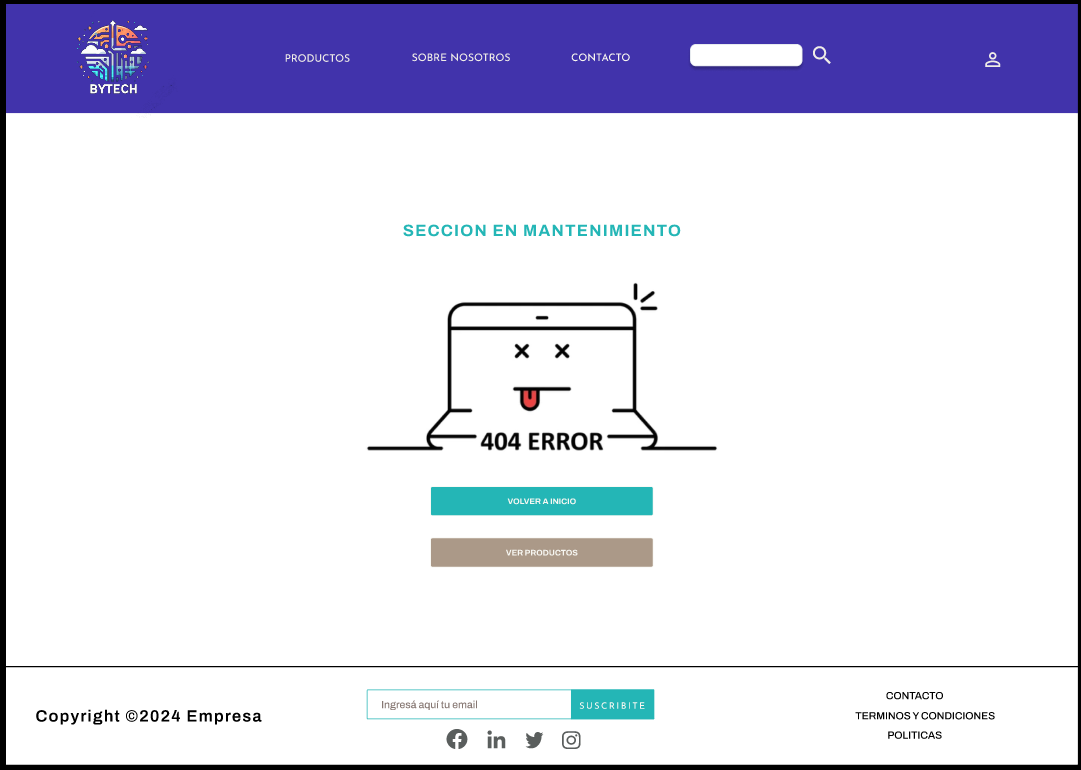 BYTECH
PRODUCTOS
SOBRE NOSOTROS
CONTACTO
SECCION EN MANTENIMIENTO
404 ERROR
VOLVER A INICIO
VER PRODUCTOS
Copyright ©2024 Empresa
Ingresá aquí tu email
SUSCRIBITE
CONTACTO
TERMINOS Y CONDICIONES
POLITICAS